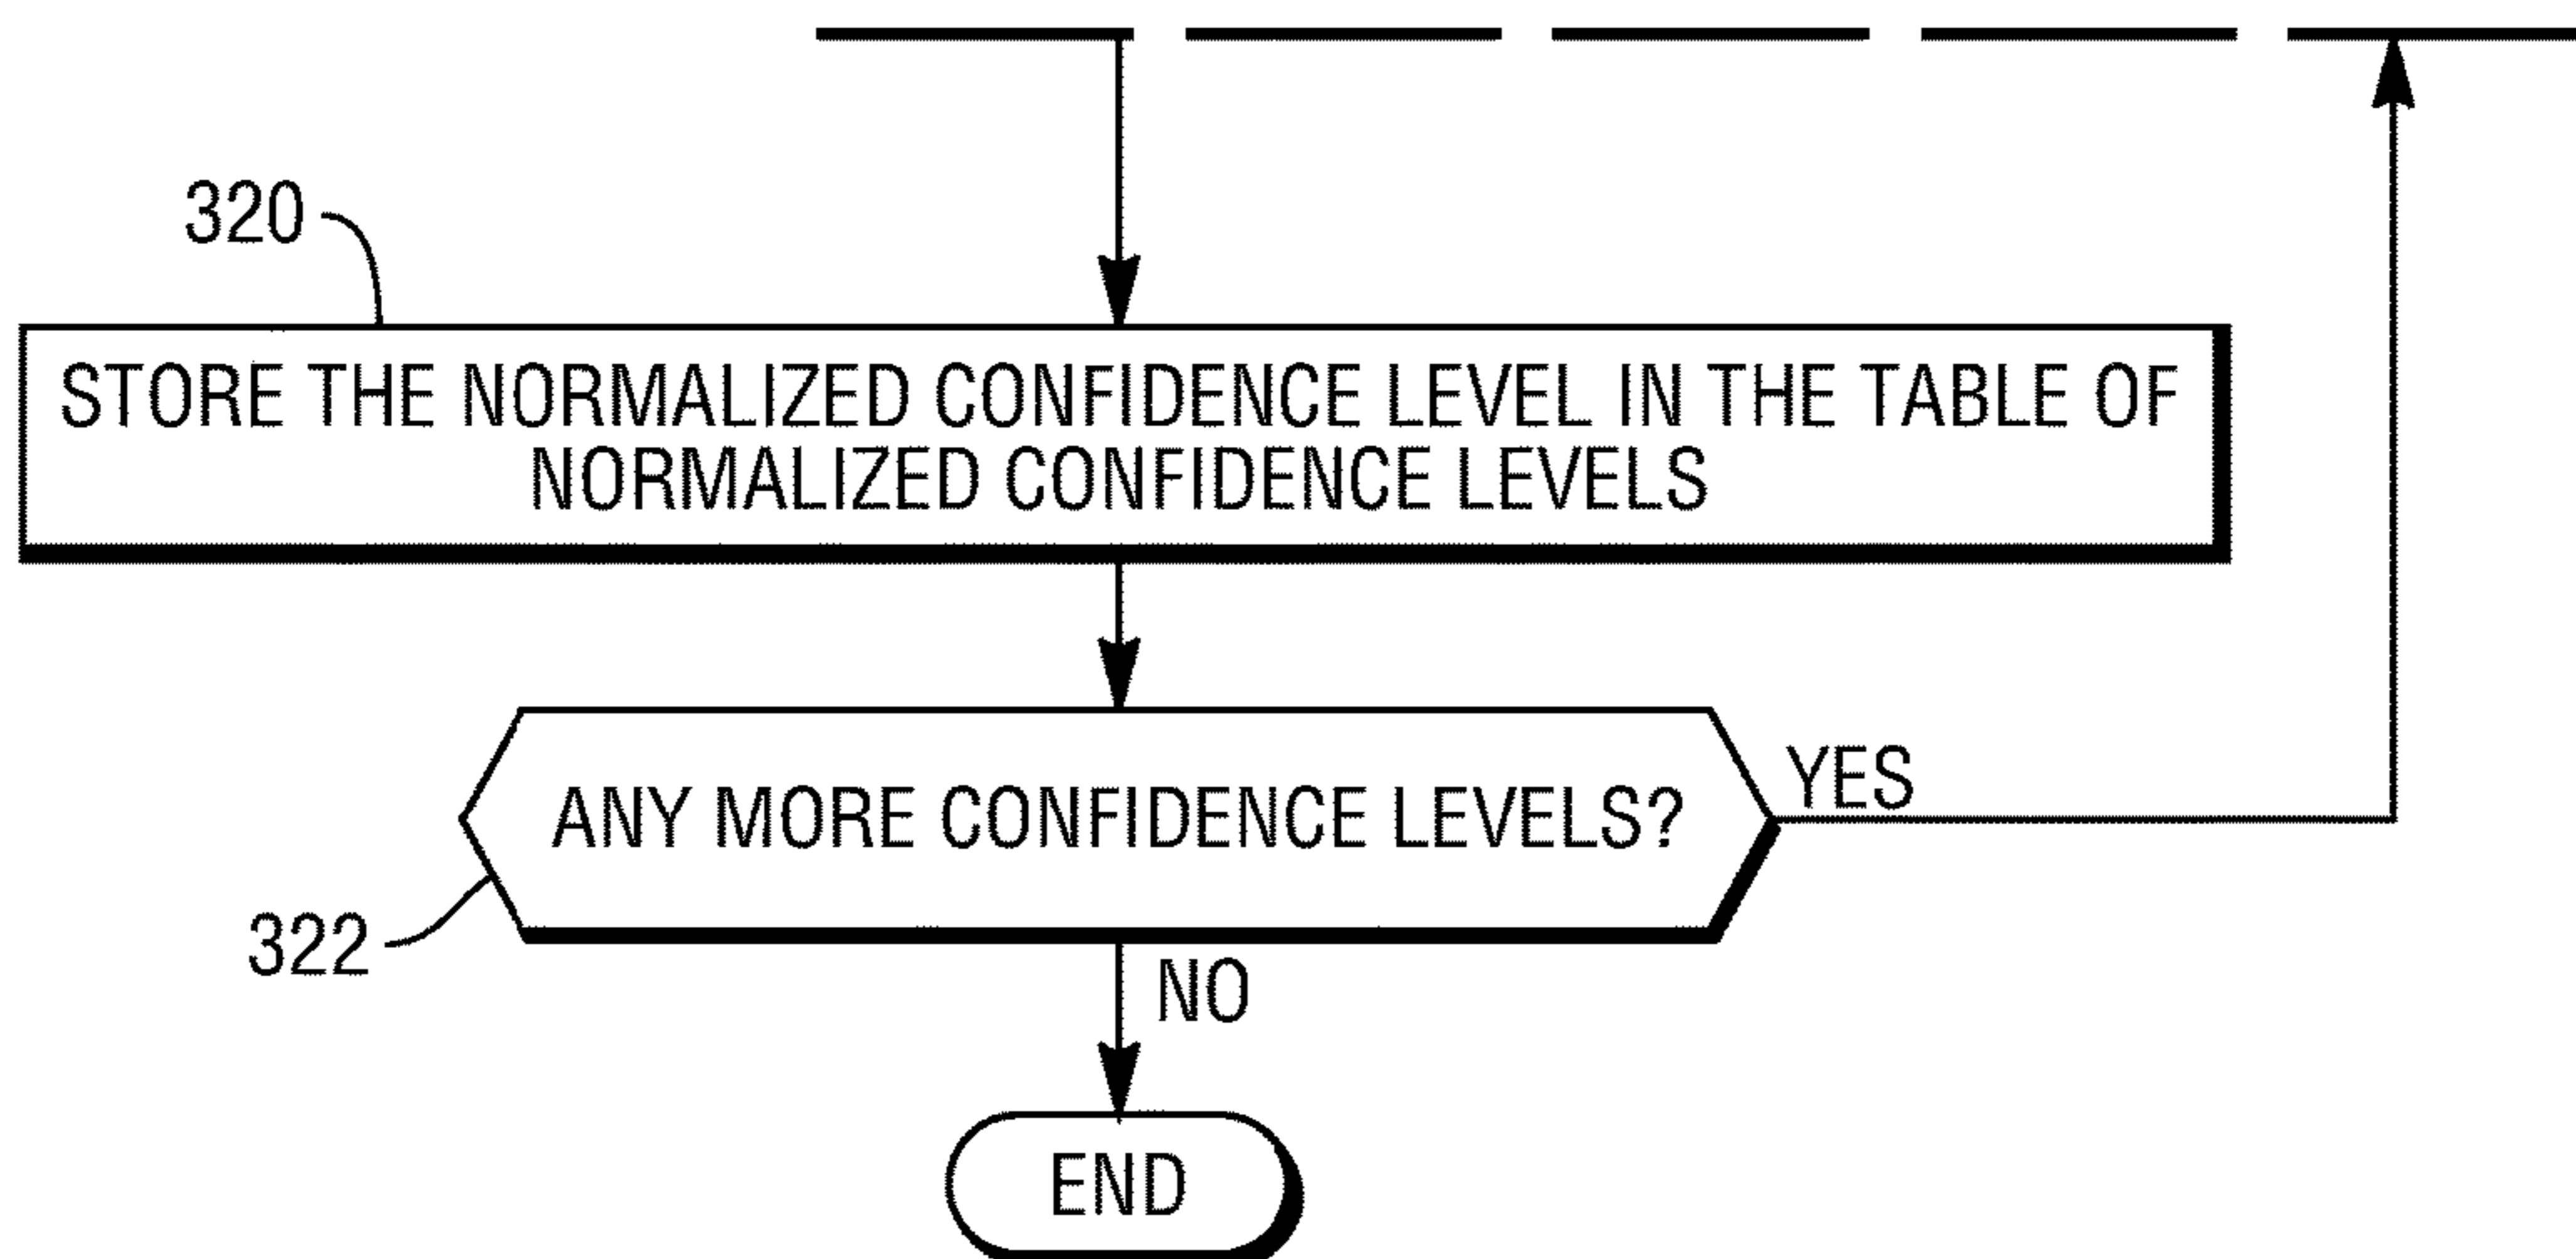 320
STORE THE NORMALIZED CONFIDENCE LEVEL IN THE TABLE OF
NORMALIZED CONFIDENCE LEVELS
YES
ANY MORE CONFIDENCE LEVELS?
322
NO
END